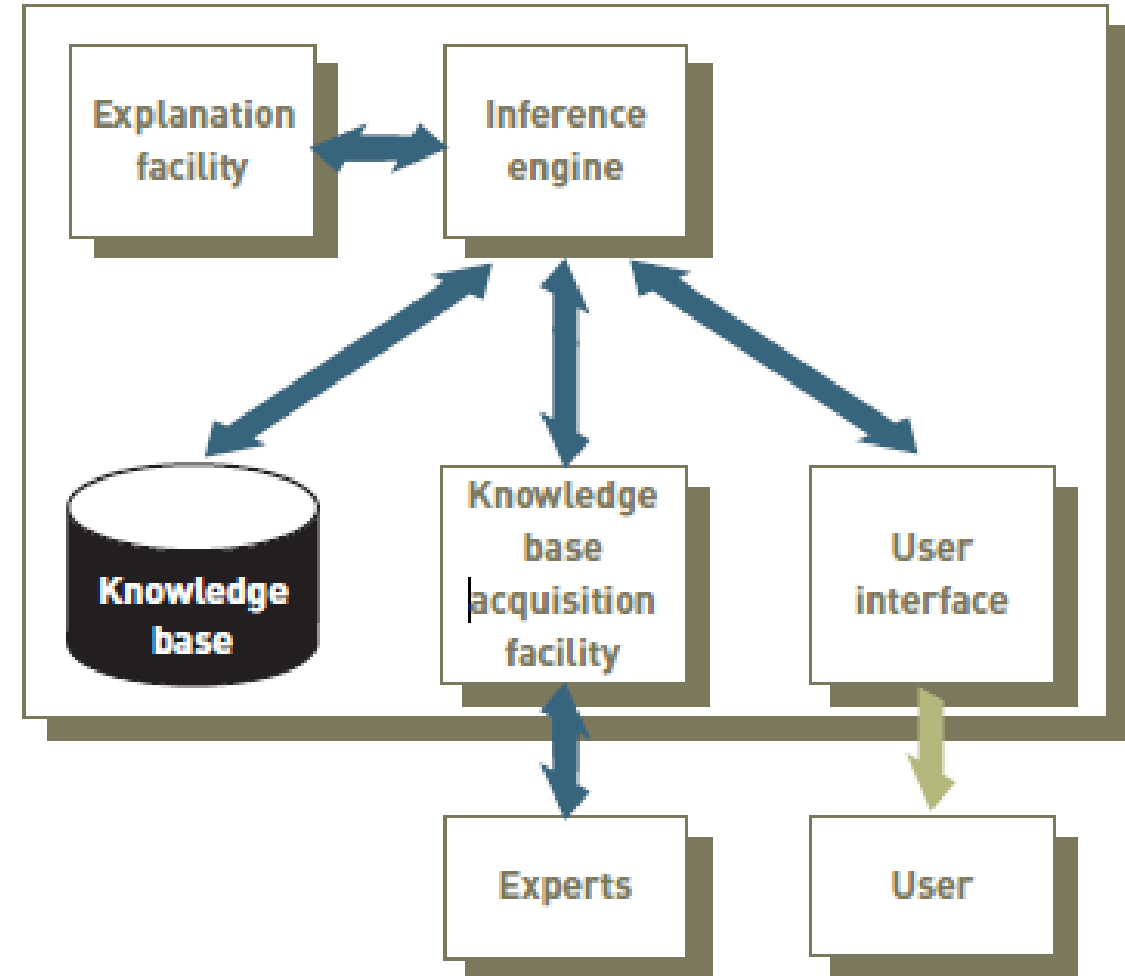 Explanation
facility
Inference
engine
Knowledge
base
Knowledge
base
acquisition
facility
User
interface
Experts
User